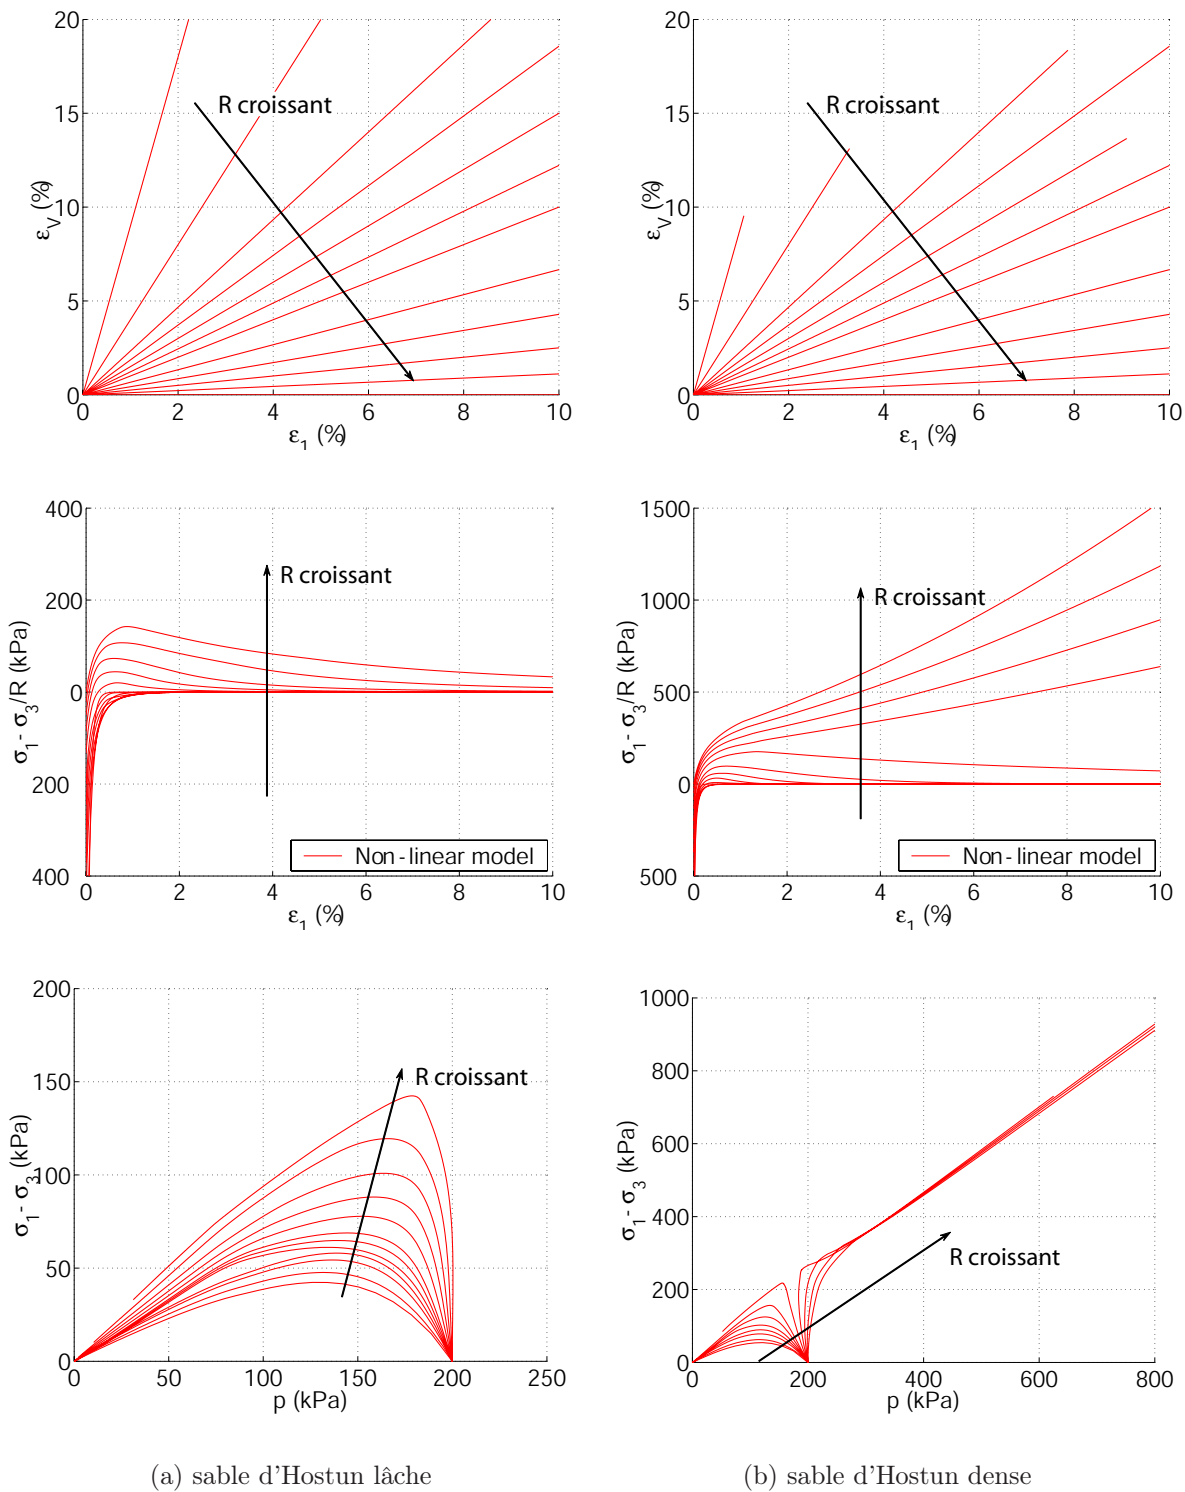 20
15
10
5
0
ε_V (%)
R croissant
0 2 4 6 8 10
ε_1 (%)
20
15
10
5
0
ε_V (%)
R croissant
0 2 4 6 8 10
ε_1 (%)
400
200
0
200
400
σ_1 - σ_3/R (kPa)
R croissant
Non-linear model
0 2 4 6 8 10
ε_1 (%)
1500
1000
500
0
500
σ_1 - σ_3/R (kPa)
R croissant
Non-linear model
0 2 4 6 8 10
ε_1 (%)
200
150
100
50
0
σ_1 - σ_3 (kPa)
R croissant
0 50 100 150 200 250
p (kPa)
1000
800
600
400
200
0
σ_1 - σ_3 (kPa)
R croissant
0 200 400 600 800
p (kPa)
(a) sable d'Hostun lâche
(b) sable d'Hostun dense